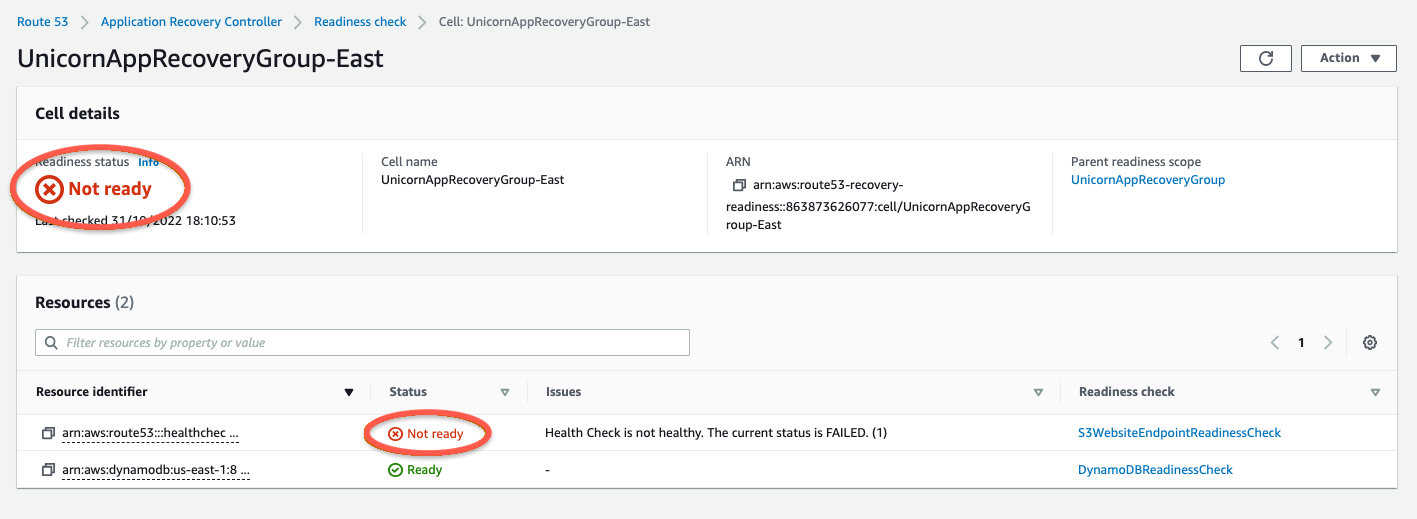 Route 53 > Application Recovery Controller > Readiness check > Cell: UnicornAppRecoveryGroup-East
UnicornAppRecoveryGroup-East
Action
Cell details
Readiness status Info
Not ready
Last checked 31/10/2022 18:10:53
Cell name
UnicornAppRecoveryGroup-East
ARN
arn:aws:route53-recovery-
readiness::863873626077:cell/UnicornAppRecoveryG
roup-East
Parent readiness scope
UnicornAppRecoveryGroup
Resources (2)
Filter resources by property or value
1
Resource identifier Status Issues Readiness check
arn:aws:route53:::healthchec ... Not ready Health Check is not healthy. The current status is FAILED. (1) S3WebsiteEndpointReadinessCheck
arn:aws:dynamodb:us-east-1:8 ... Ready - DynamoDBReadinessCheck